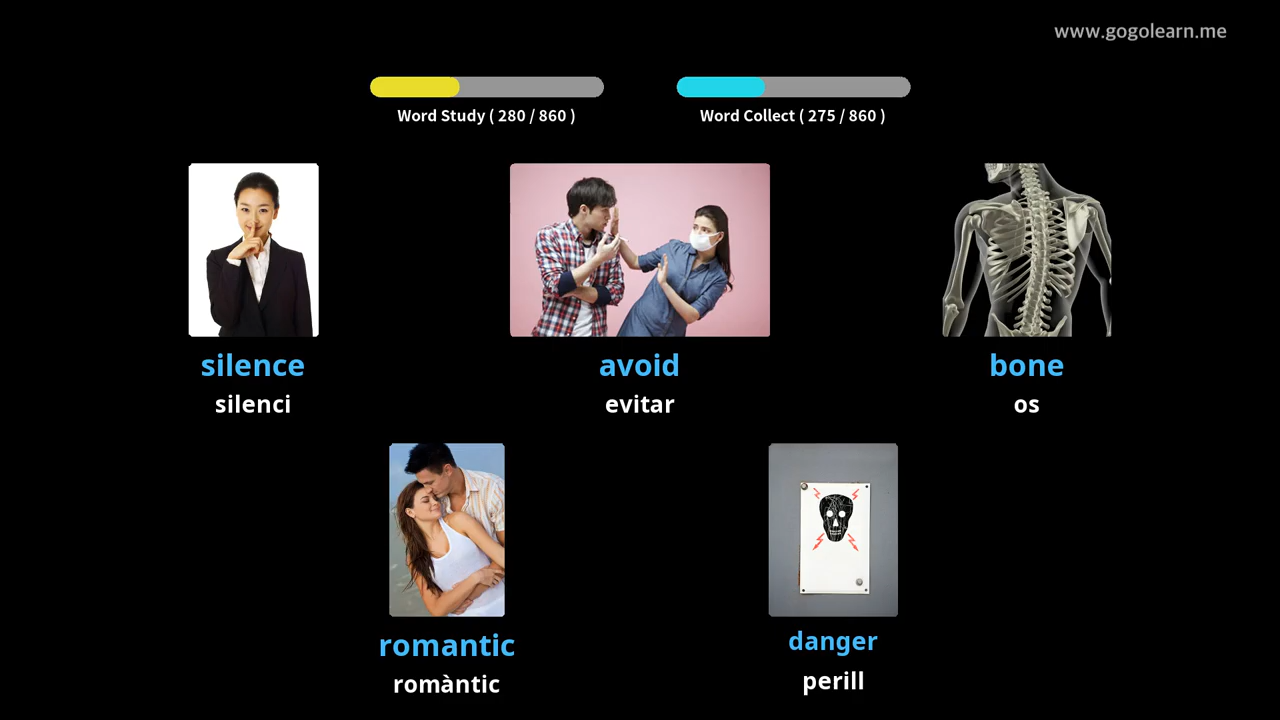 www.gogolearn.me
Word Study ( 280 / 860 )
Word Collect ( 275 / 860 )
silence
silenci
avoid
evitar
bone
os
romantic
romàntic
danger
perill